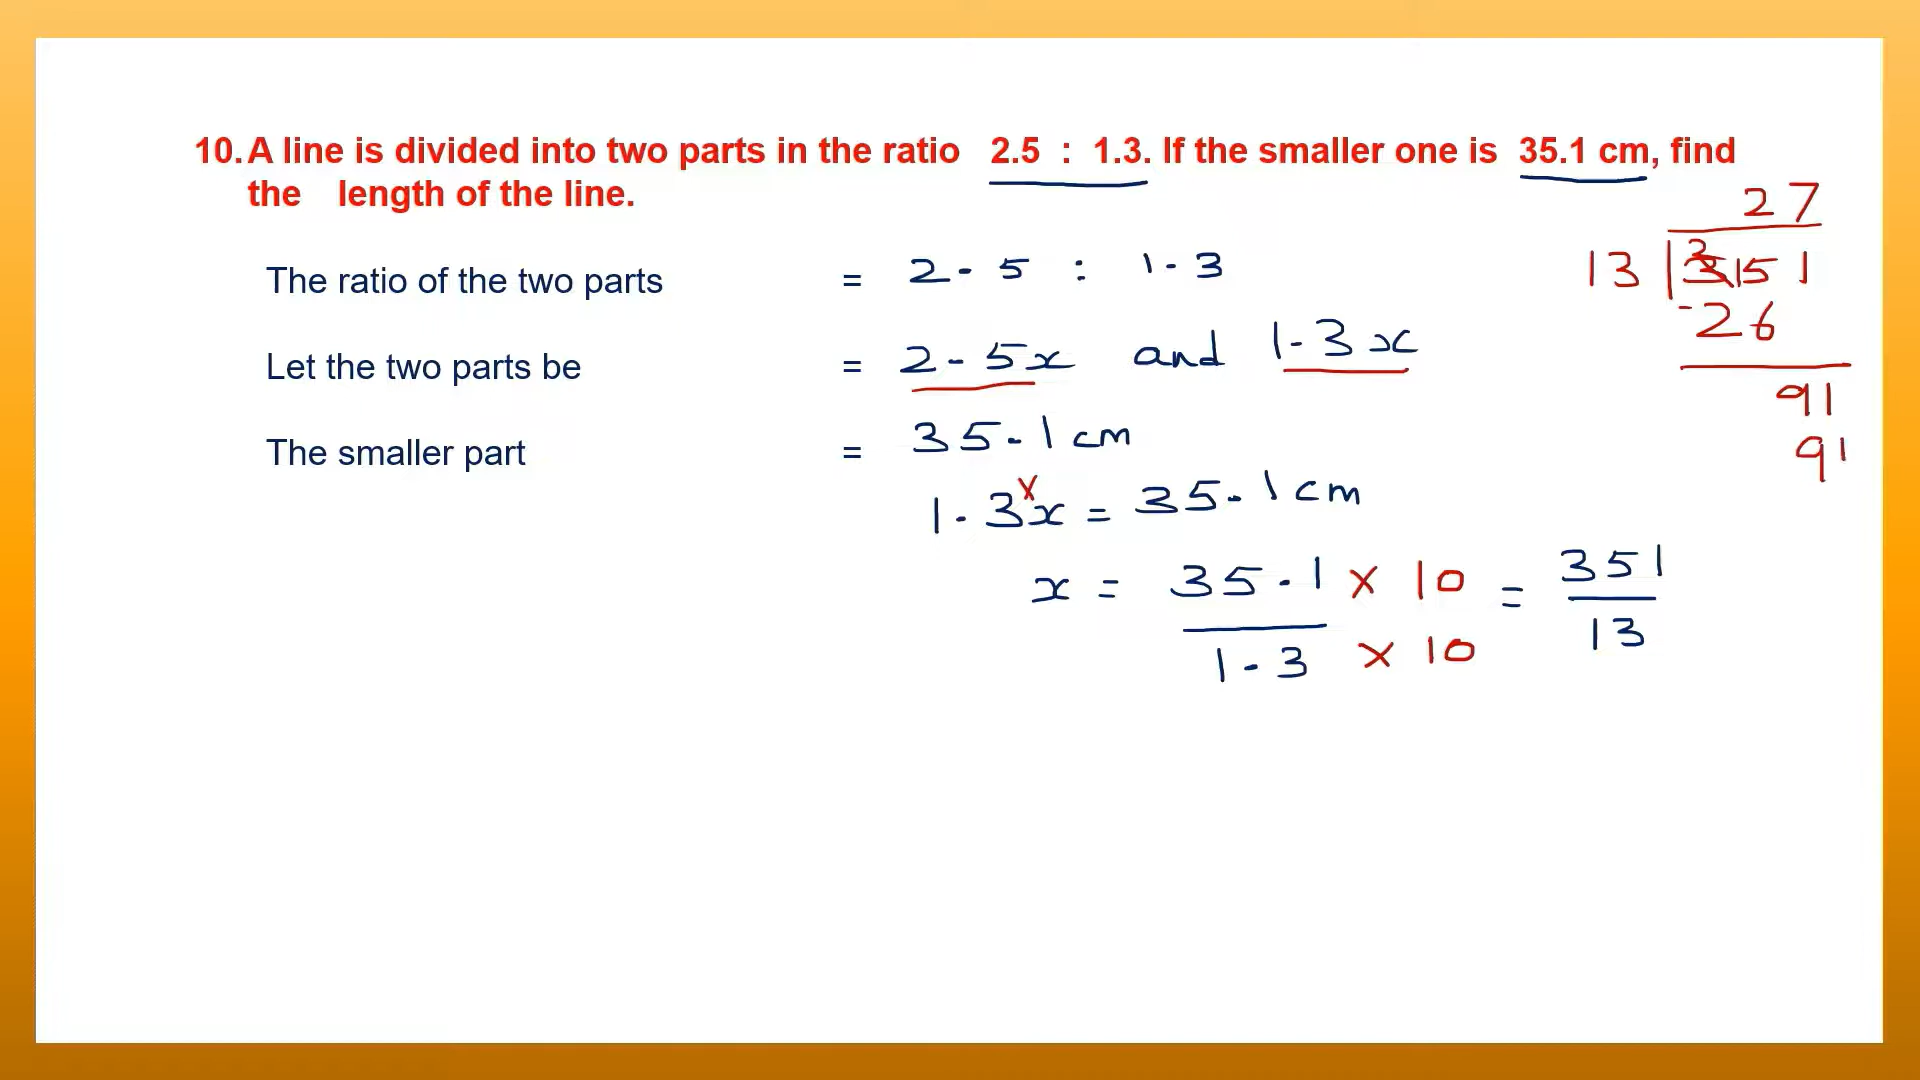 10. A line is divided into two parts in the ratio 2.5 : 1.3. If the smaller one is 35.1 cm, find
the length of the line.
The ratio of the two parts = 2.5 : 1.3
Let the two parts be = 2.5x and 1.3x
The smaller part = 35.1 cm
1.3 × x = 35.1 cm
x = 35.1 × 10 / 1.3 × 10 = 351 / 13
27
13 | 351
- 26
91
91